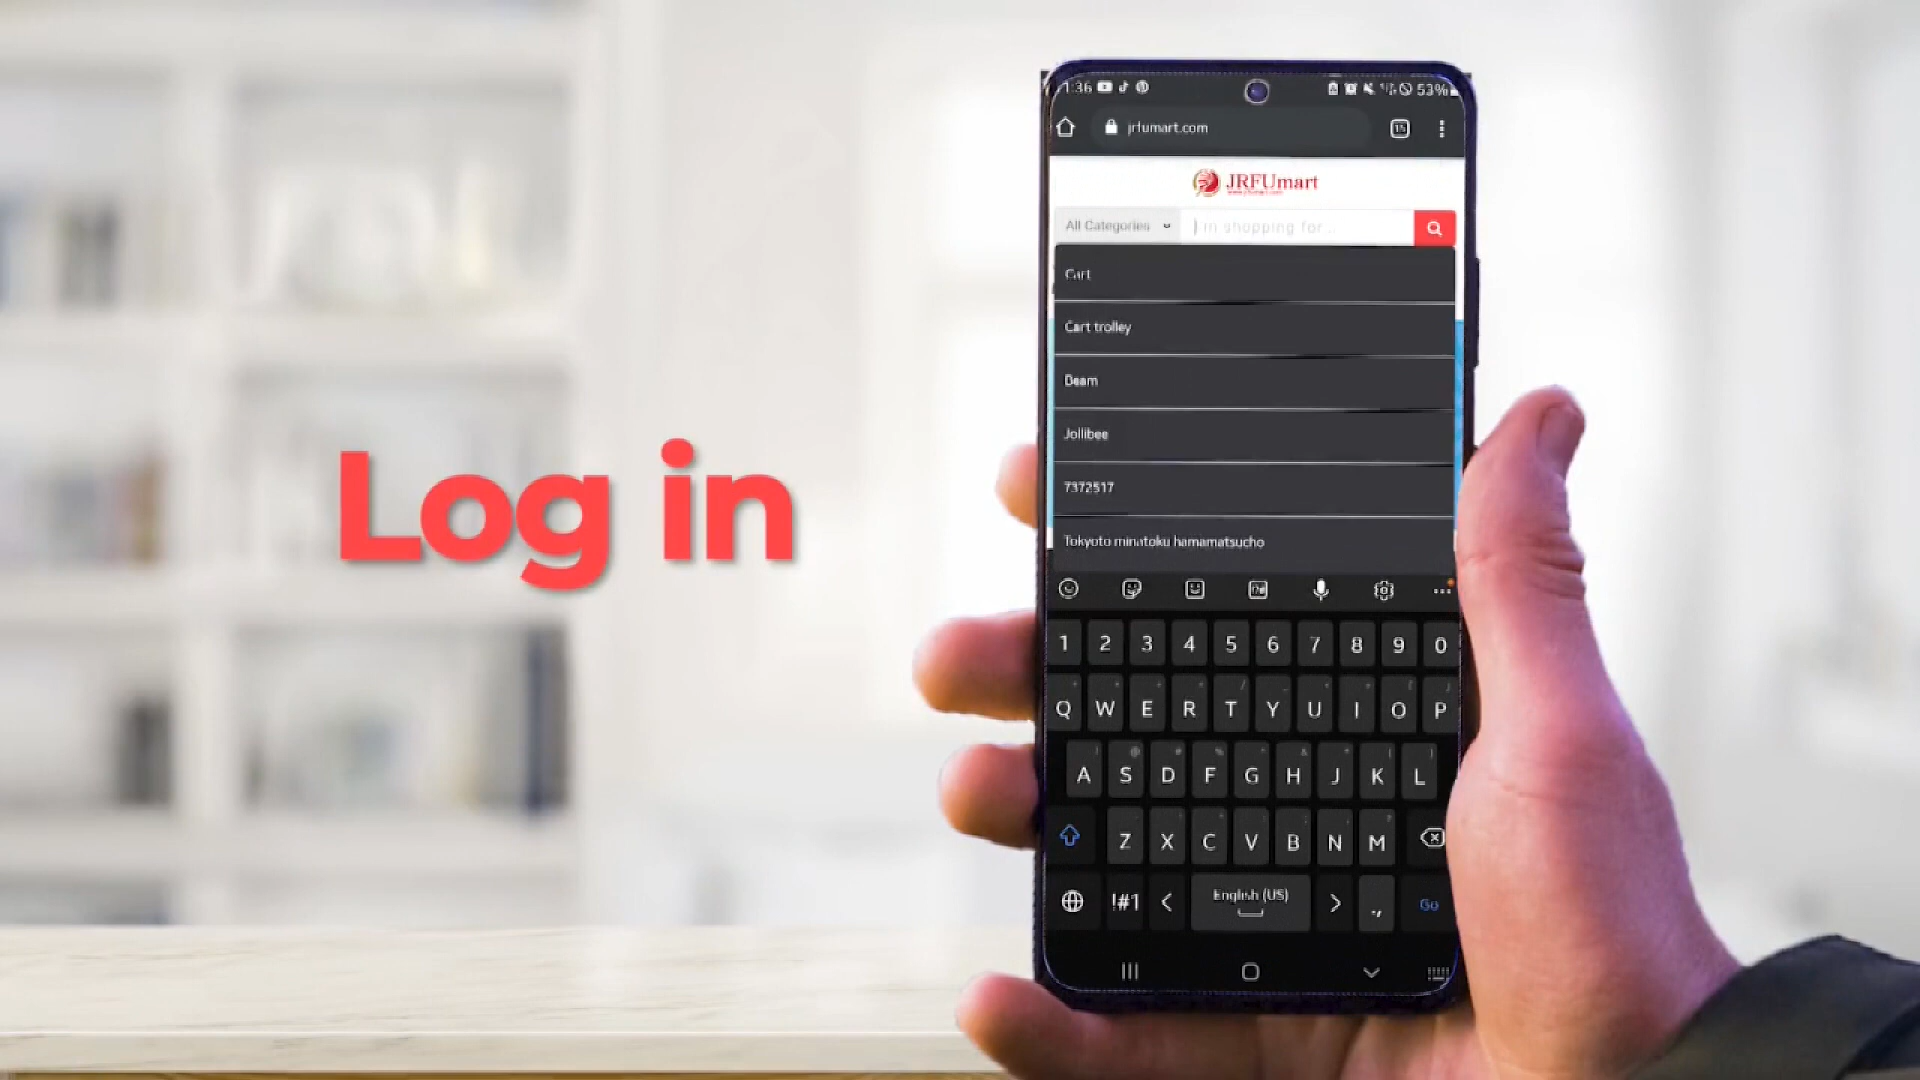 Log in
1:36
53%
jrfumart.com
15
JRFUmart
All Categories
I'm shopping for...
Cart
Cart trolley
Deam
Jollibee
7372517
Tokyoto minatoku hamamatsucho
1 2 3 4 5 6 7 8 9 0
Q W E R T Y U I O P
A S D F G H J K L
Z X C V B N M
!#1 < English (US) > ., Go